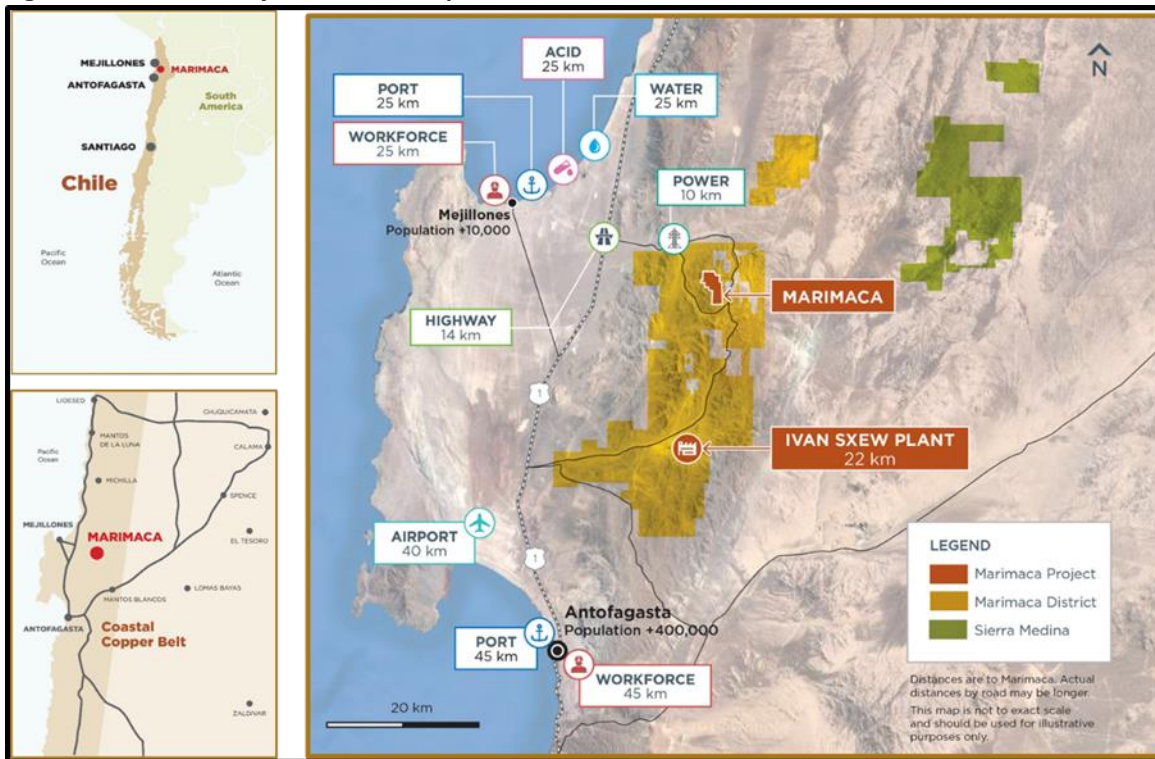 MEJILLONES
MARIMACA
ANTOFAGASTA
South
America
SANTIAGO
Chile
Pacific
Ocean
Atlantic
Ocean
LIDESED
CHUQUICAMATA
MANTOS
DE LA LUNA
CALAMA
Pacific
Ocean
MICHILLA
SPENCE
MEJILLONES
MARIMACA
EL TESORO
LOMAS BAYAS
MANTOS BLANCOS
ANTOFAGASTA
Coastal
Copper Belt
ZALDIVAR
ACID
25 km
N
PORT
25 km
WATER
25 km
WORKFORCE
25 km
POWER
10 km
Mejillones
Population +10,000
MARIMACA
HIGHWAY
14 km
1
IVAN SXEW PLANT
22 km
AIRPORT
40 km
1
LEGEND
Marimaca Project
Marimaca District
Sierra Medina
Antofagasta
Population +400,000
PORT
45 km
WORKFORCE
45 km
20 km
Distances are to Marimaca. Actual
distances by road may be longer.
This map is not to exact scale
and should be used for illustrative
purposes only.